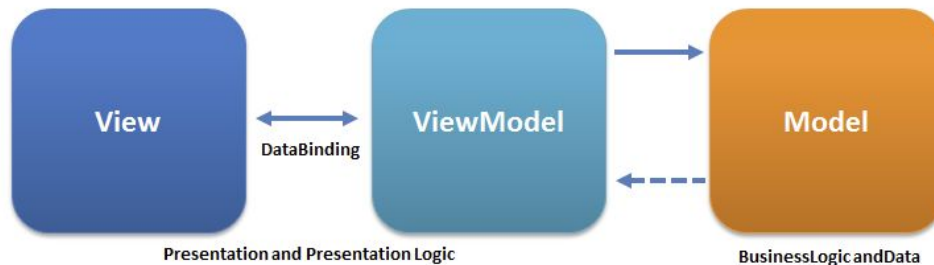 View
ViewModel
Model
DataBinding
Presentation and Presentation Logic
BusinessLogic andData